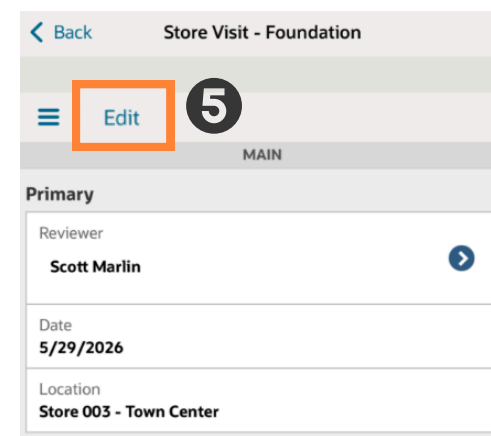 Back Store Visit - Foundation
Edit 5
MAIN
Primary
Reviewer
Scott Marlin
Date
5/29/2026
Location
Store 003 - Town Center